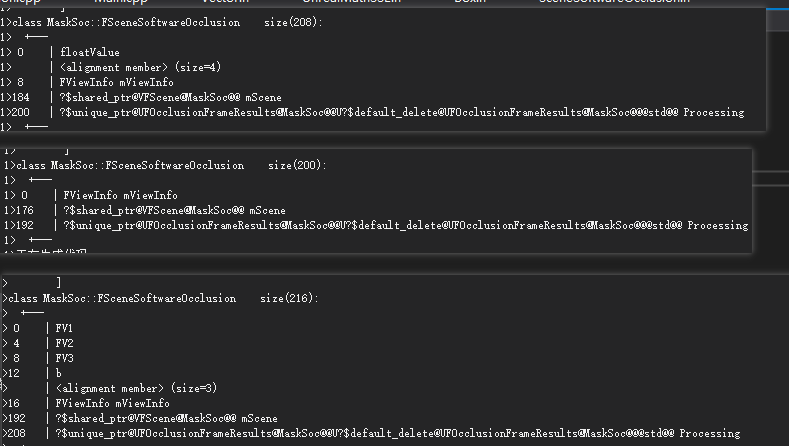 1>class MaskSoc::FSceneSoftwareOcclusion size(208):
1> +---
1> 0 | floatValue
1> | <alignment member> (size=4)
1> 8 | FViewInfo mViewInfo
1>184 | ?$shared_ptr@VFScene@MaskSoc@@ mScene
1>200 | ?$unique_ptr@UFOcclusionFrameResults@MaskSoc@@U?$default_delete@UFOcclusionFrameResults@MaskSoc@@@std@@ Processing
1> +---
1> ]
1>class MaskSoc::FSceneSoftwareOcclusion size(200):
1> +---
1> 0 | FViewInfo mViewInfo
1>176 | ?$shared_ptr@VFScene@MaskSoc@@ mScene
1>192 | ?$unique_ptr@UFOcclusionFrameResults@MaskSoc@@U?$default_delete@UFOcclusionFrameResults@MaskSoc@@@std@@ Processing
1> +---
> ]
>class MaskSoc::FSceneSoftwareOcclusion size(216):
> +---
> 0 | FV1
> 4 | FV2
> 8 | FV3
>12 | b
> | <alignment member> (size=3)
>16 | FViewInfo mViewInfo
>192 | ?$shared_ptr@VFScene@MaskSoc@@ mScene
>208 | ?$unique_ptr@UFOcclusionFrameResults@MaskSoc@@U?$default_delete@UFOcclusionFrameResults@MaskSoc@@@std@@ Processing